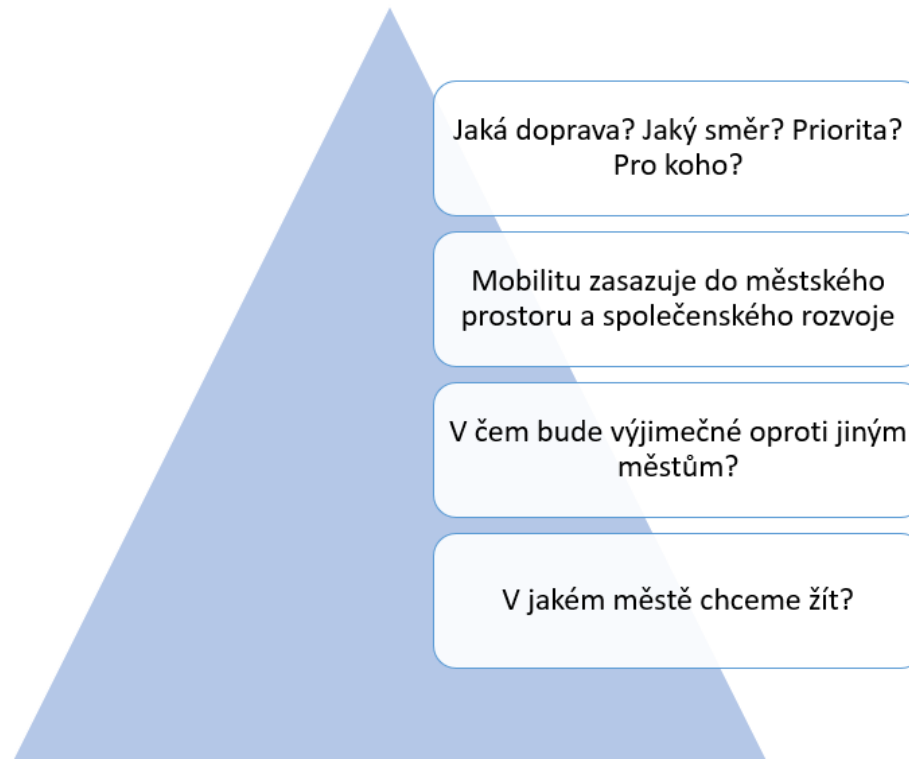 Jaká doprava? Jaký směr? Priorita?
Pro koho?
Mobilitu zasazuje do městského
prostoru a společenského rozvoje
V čem bude výjimečné oproti jiným
městům?
V jakém městě chceme žít?